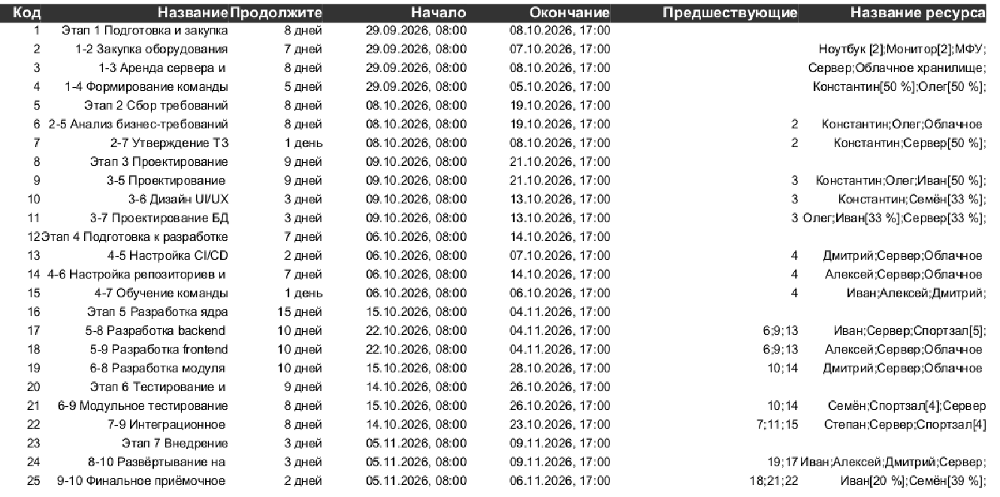 Код Название Продолжите Начало Окончание Предшествующие Название ресурса
1 Этап 1 Подготовка и закупка 8 дней 29.09.2026, 08:00 08.10.2026, 17:00
2 1-2 Закупка оборудования 7 дней 29.09.2026, 08:00 07.10.2026, 17:00 Ноутбук [2];Монитор[2];МФУ;
3 1-3 Аренда сервера и 8 дней 29.09.2026, 08:00 08.10.2026, 17:00 Сервер;Облачное хранилище;
4 1-4 Формирование команды 5 дней 29.09.2026, 08:00 05.10.2026, 17:00 Константин[50 %];Олег[50 %];
5 Этап 2 Сбор требований 8 дней 08.10.2026, 08:00 19.10.2026, 17:00
6 2-5 Анализ бизнес-требований 8 дней 08.10.2026, 08:00 19.10.2026, 17:00 2 Константин;Олег;Облачное
7 2-7 Утверждение ТЗ 1 день 08.10.2026, 08:00 08.10.2026, 17:00 2 Константин;Сервер[50 %];
8 Этап 3 Проектирование 9 дней 09.10.2026, 08:00 21.10.2026, 17:00
9 3-5 Проектирование 9 дней 09.10.2026, 08:00 21.10.2026, 17:00 3 Константин;Олег;Иван[50 %];
10 3-6 Дизайн UI/UX 3 дней 09.10.2026, 08:00 13.10.2026, 17:00 3 Константин;Семён[33 %];
11 3-7 Проектирование БД 3 дней 09.10.2026, 08:00 13.10.2026, 17:00 3 Олег;Иван[33 %];Сервер[33 %];
12 Этап 4 Подготовка к разработке 7 дней 06.10.2026, 08:00 14.10.2026, 17:00
13 4-5 Настройка CI/CD 2 дней 06.10.2026, 08:00 07.10.2026, 17:00 4 Дмитрий;Сервер;Облачное
14 4-6 Настройка репозиториев и 7 дней 06.10.2026, 08:00 14.10.2026, 17:00 4 Алексей;Сервер;Облачное
15 4-7 Обучение команды 1 день 06.10.2026, 08:00 06.10.2026, 17:00 4 Иван;Алексей;Дмитрий;
16 Этап 5 Разработка ядра 15 дней 15.10.2026, 08:00 04.11.2026, 17:00
17 5-8 Разработка backend 10 дней 22.10.2026, 08:00 04.11.2026, 17:00 6;9;13 Иван;Сервер;Спортзал[5];
18 5-9 Разработка frontend 10 дней 22.10.2026, 08:00 04.11.2026, 17:00 6;9;13 Алексей;Сервер;Облачное
19 6-8 Разработка модуля 10 дней 15.10.2026, 08:00 28.10.2026, 17:00 10;14 Дмитрий;Сервер;Облачное
20 Этап 6 Тестирование и 9 дней 14.10.2026, 08:00 26.10.2026, 17:00
21 6-9 Модульное тестирование 8 дней 15.10.2026, 08:00 26.10.2026, 17:00 10;14 Семён;Спортзал[4];Сервер
22 7-9 Интеграционное 8 дней 14.10.2026, 08:00 23.10.2026, 17:00 7;11;15 Степан;Сервер;Спортзал[4]
23 Этап 7 Внедрение 3 дней 05.11.2026, 08:00 09.11.2026, 17:00
24 8-10 Развёртывание на 3 дней 05.11.2026, 08:00 09.11.2026, 17:00 19;17 Иван;Алексей;Дмитрий;Сервер;
25 9-10 Финальное приёмочное 2 дней 05.11.2026, 08:00 06.11.2026, 17:00 18;21;22 Иван[20 %];Семён[39 %];